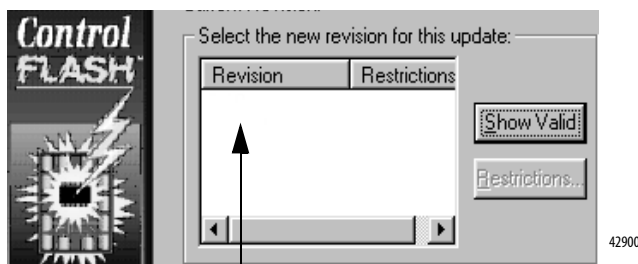 Control
FLASH
Select the new revision for this update:
Revision
Restrictions
Show Valid
Restrictions...
42900